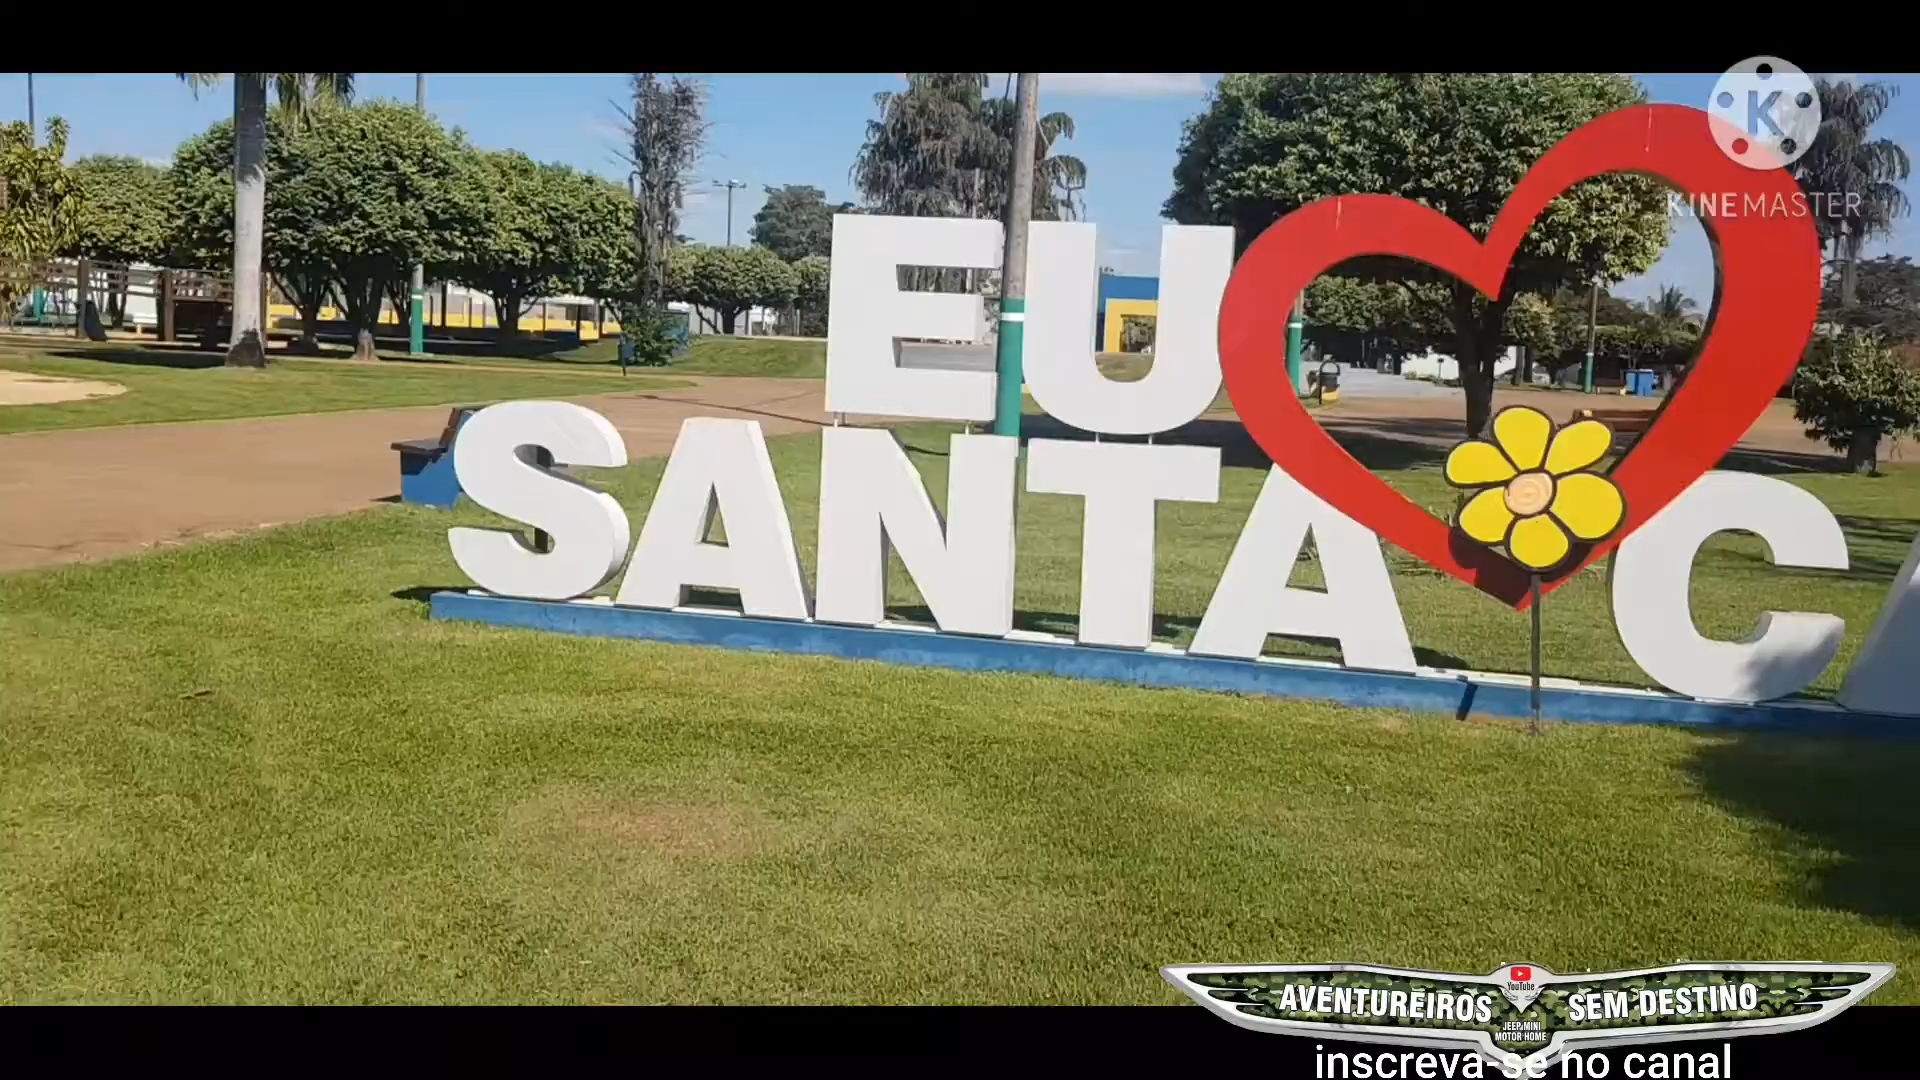 K
KINEMASTER
EU
SANTA C
AVENTUREIROS SEM DESTINO
YouTube
JEEP MINI
MOTOR HOME
inscreva-se no canal